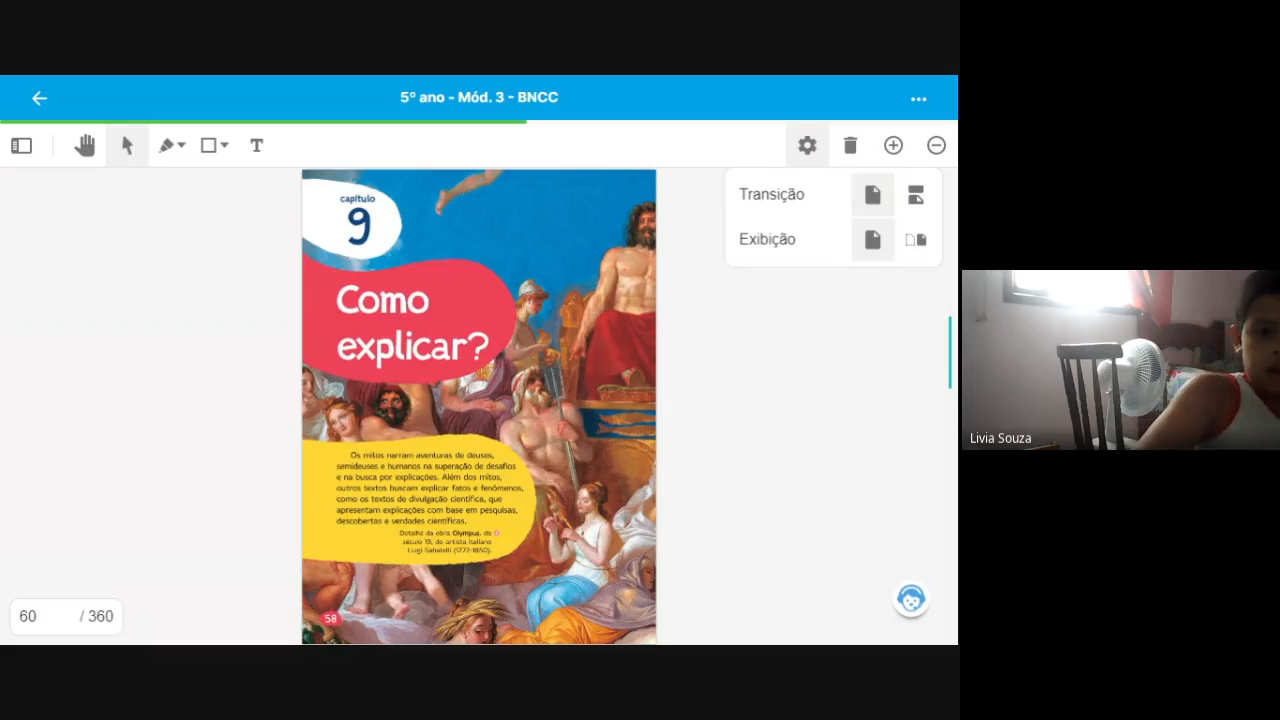 5º ano - Mód. 3 - BNCC
T
Transição
Exibição
capítulo
9
Como
explicar?
Os mitos narram aventuras de deuses,
semideuses e humanos na superação de desafios
e na busca por explicações. Além dos mitos,
outros textos buscam explicar fatos e fenômenos,
como os textos de divulgação científica, que
apresentam explicações com base em pesquisas,
descobertas e verdades científicas.
Detalhe da obra Olympus, do
século 19, do artista italiano
Luigi Sabatelli (1772-1850).
58
60 / 360
Livia Souza